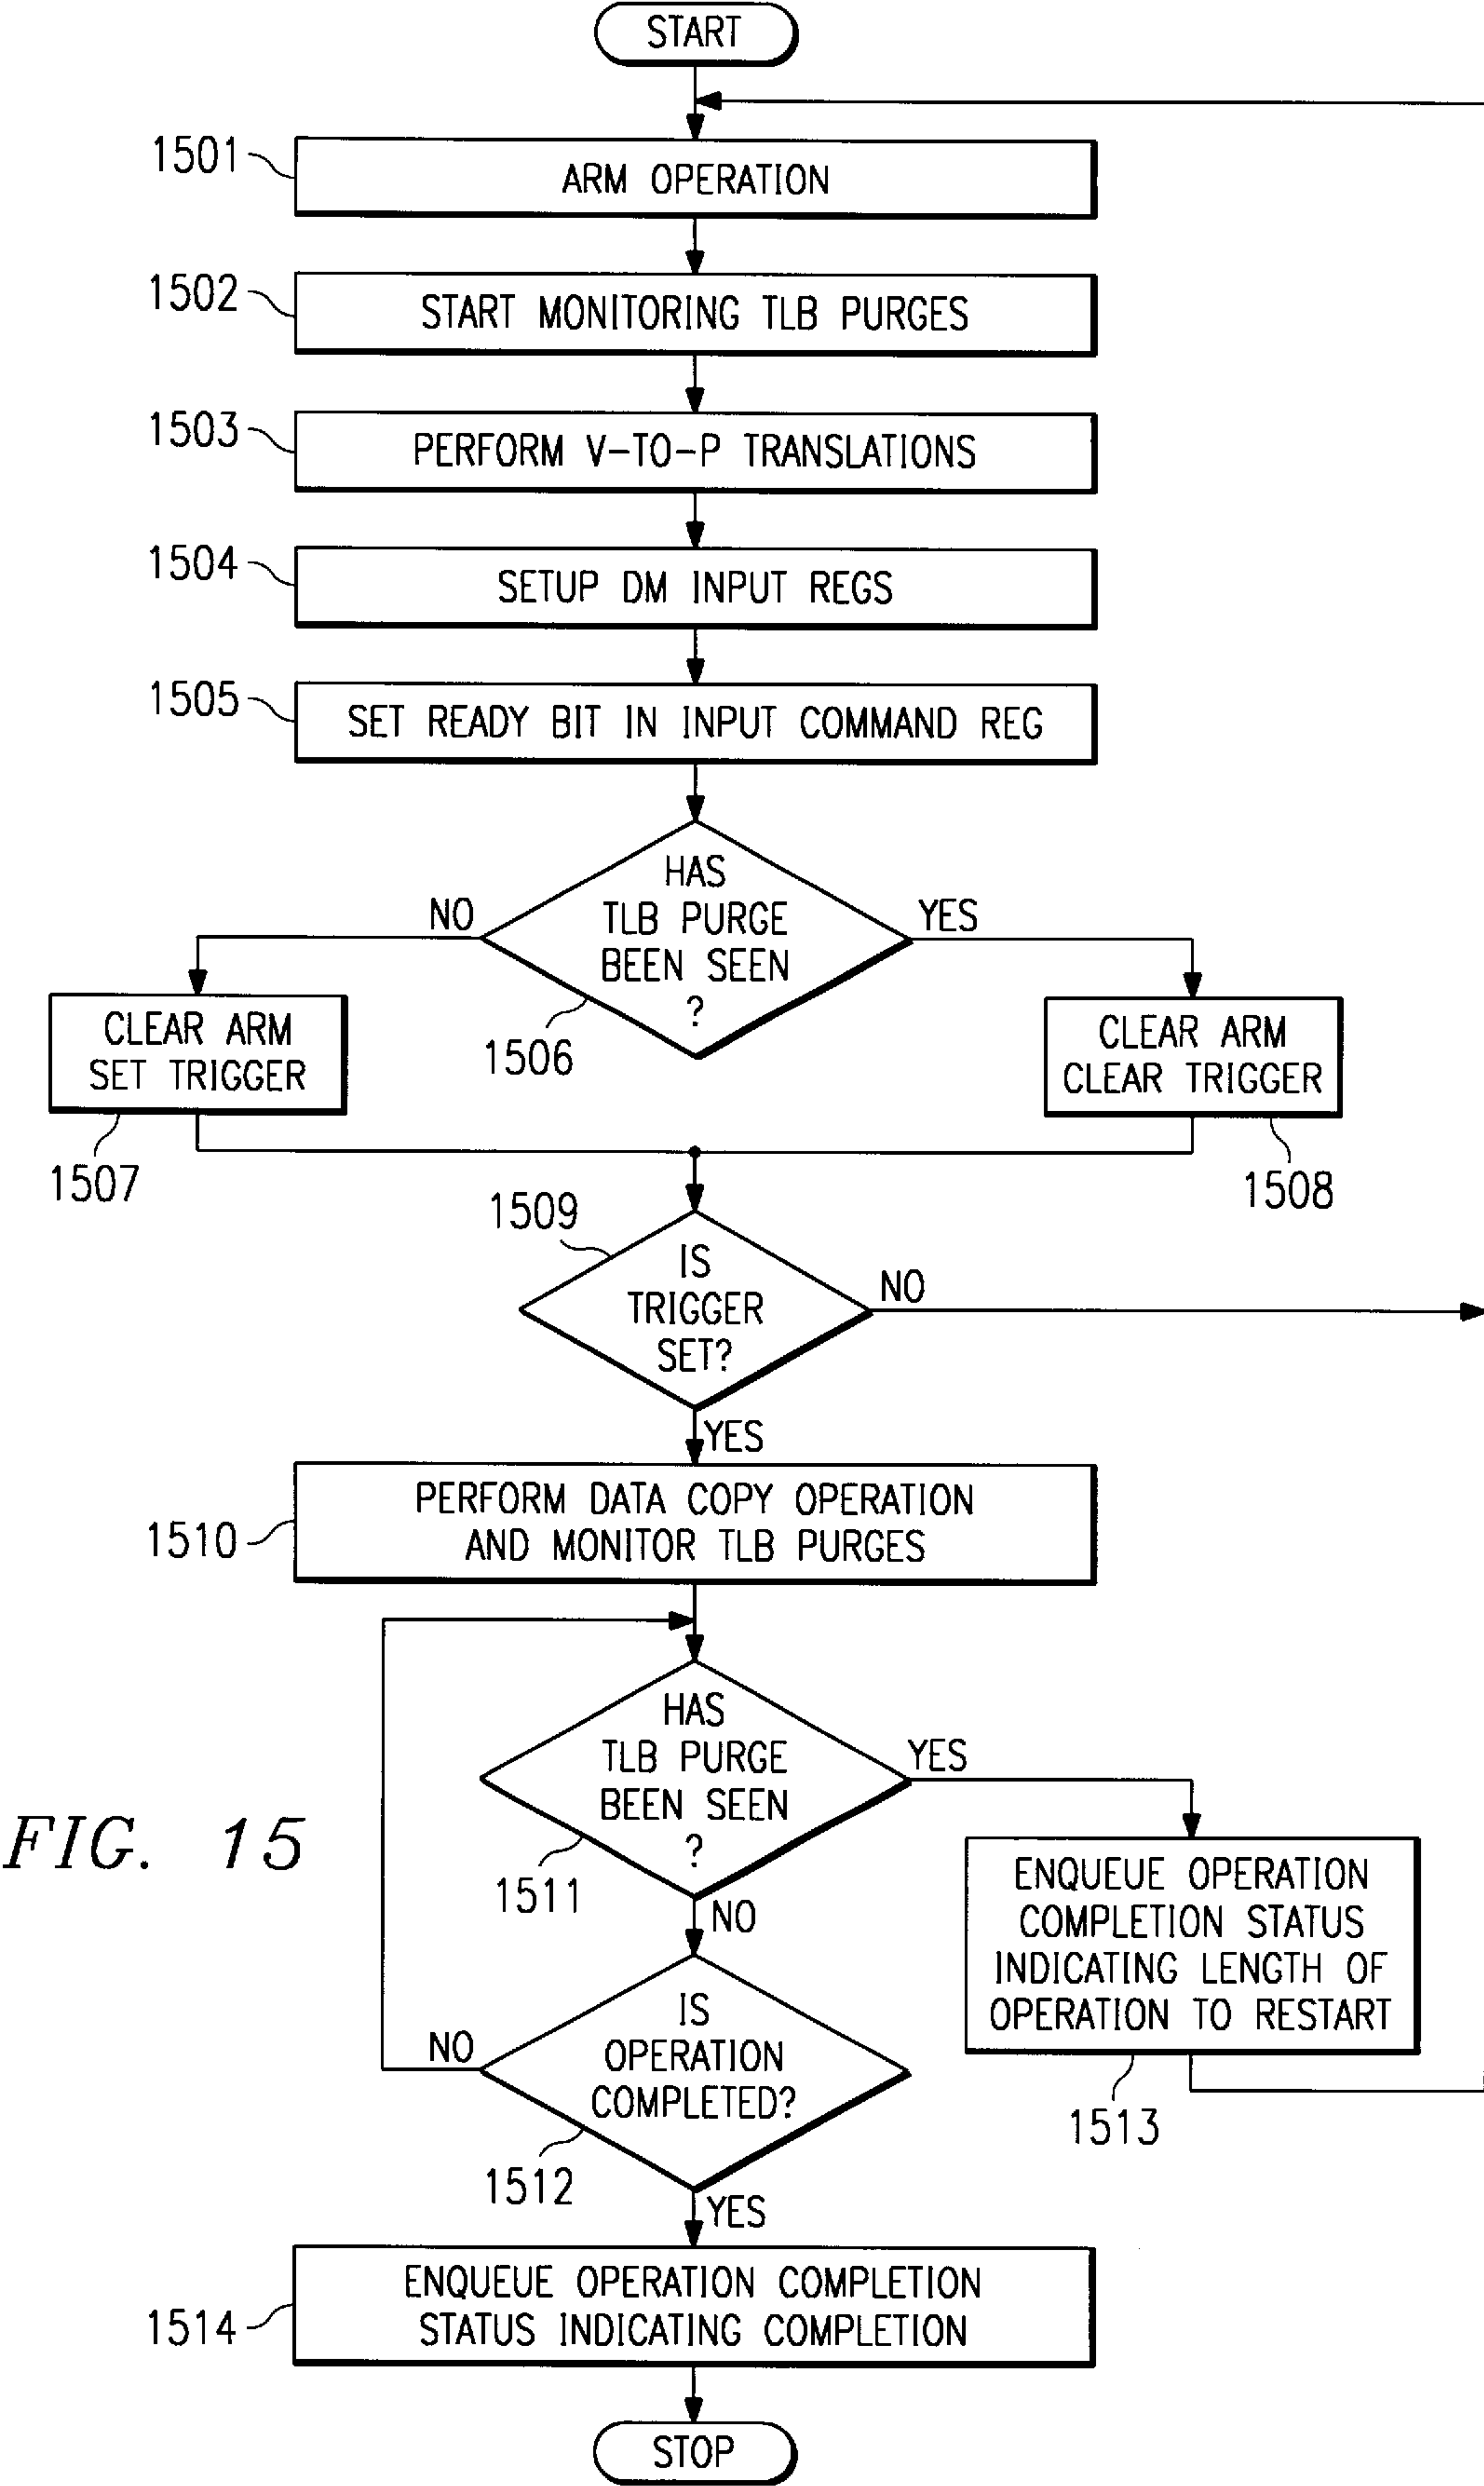 START
1501
ARM OPERATION
1502
START MONITORING TLB PURGES
1503
PERFORM V-TO-P TRANSLATIONS
1504
SETUP DM INPUT REGS
1505
SET READY BIT IN INPUT COMMAND REG
HAS
TLB PURGE
BEEN SEEN
?
NO
YES
1506
CLEAR ARM
SET TRIGGER
1507
CLEAR ARM
CLEAR TRIGGER
1508
1509
IS
TRIGGER
SET?
NO
YES
1510
PERFORM DATA COPY OPERATION
AND MONITOR TLB PURGES
HAS
TLB PURGE
BEEN SEEN
?
YES
1511
NO
FIG. 15
ENQUEUE OPERATION
COMPLETION STATUS
INDICATING LENGTH OF
OPERATION TO RESTART
1513
IS
OPERATION
COMPLETED?
NO
1512
YES
1514
ENQUEUE OPERATION COMPLETION
STATUS INDICATING COMPLETION
STOP